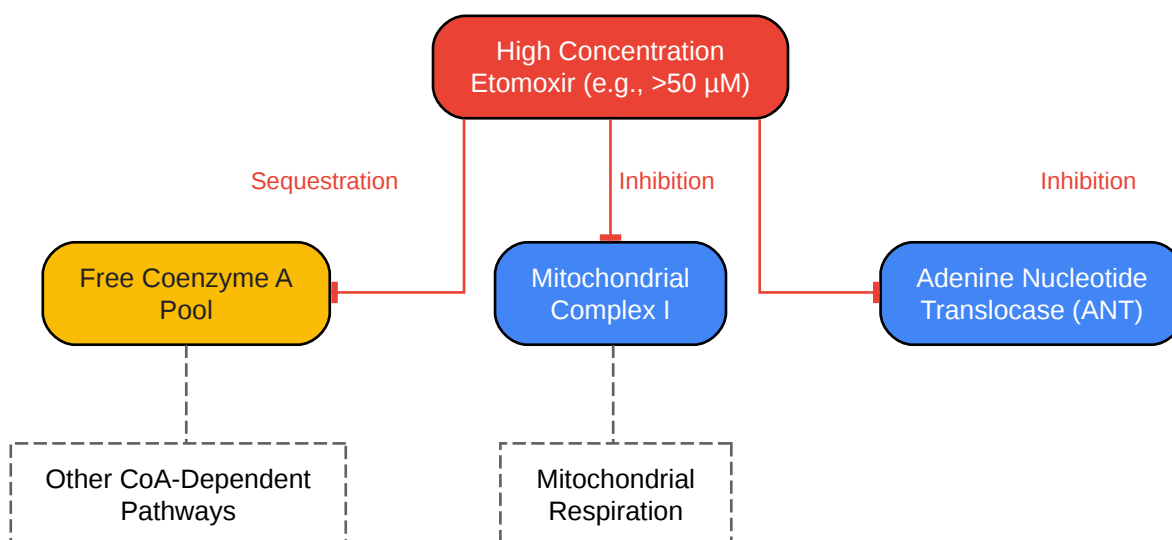 High Concentration
Etomoxir (e.g., >50 µM)
Sequestration
Inhibition
Inhibition
Free Coenzyme A
Pool
Mitochondrial
Complex I
Adenine Nucleotide
Translocase (ANT)
Other CoA-Dependent
Pathways
Mitochondrial
Respiration